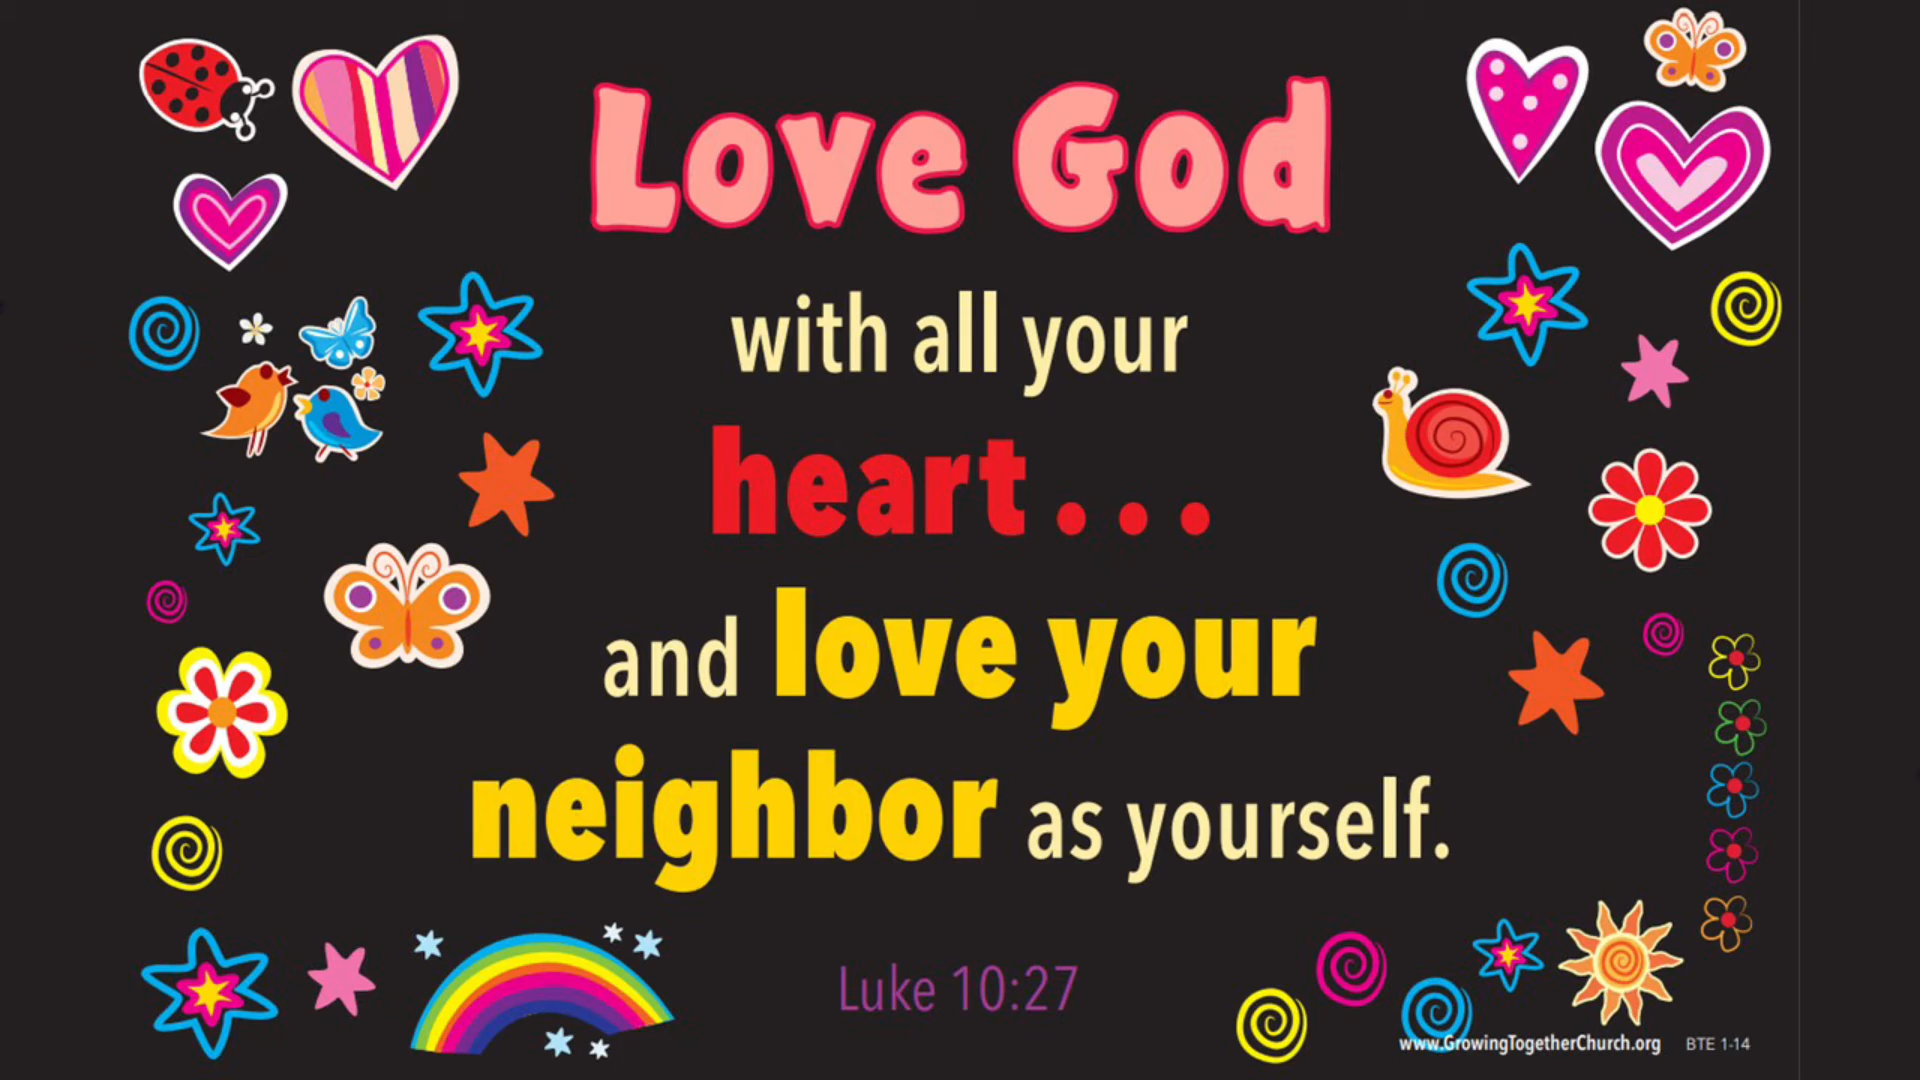 Love God
with all your
heart . . .
and love your
neighbor as yourself.
Luke 10:27
www.GrowingTogetherChurch.org BTE 1-14